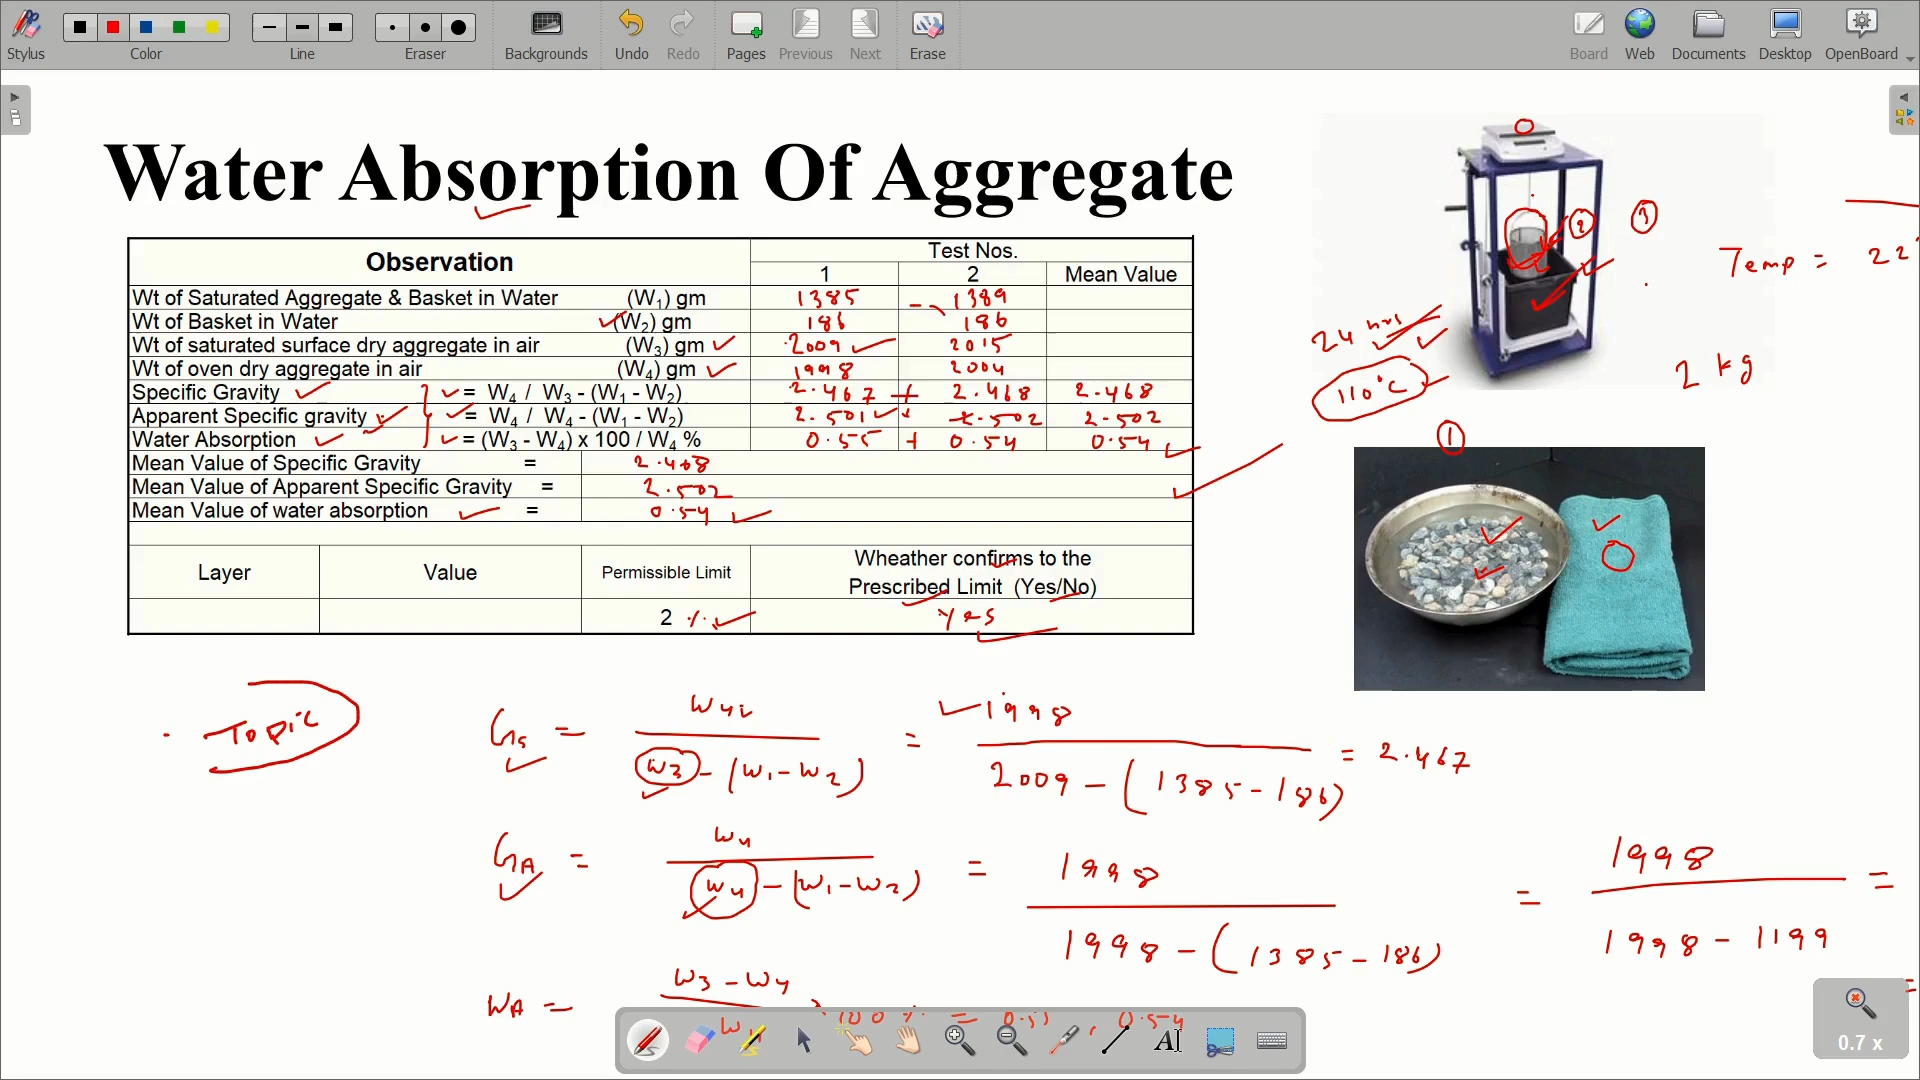 Stylus Color Line Eraser Backgrounds Undo Redo Pages Previous Next Erase Board Web Documents Desktop OpenBoard
Water Absorption Of Aggregate
Observation Test Nos.
1 2 Mean Value
Wt of Saturated Aggregate & Basket in Water (W1) gm 1385 1389
Wt of Basket in Water (W2) gm 186 186
Wt of saturated surface dry aggregate in air (W3) gm 2009 2015
Wt of oven dry aggregate in air (W4) gm 1998 2004
Specific Gravity = W4 / W3 - (W1 - W2) 2.467 + 2.468 2.468
Apparent Specific gravity = W4 / W4 - (W1 - W2) 2.501 + 2.502 2.502
Water Absorption = (W3 - W4) x 100 / W4 % 0.55 + 0.54 0.54
Mean Value of Specific Gravity = 2.468
Mean Value of Apparent Specific Gravity = 2.502
Mean Value of water absorption = 0.54
Layer Value Permissible Limit Wheather confirms to the
Prescribed Limit (Yes/No)
2 % Yes
2 3
Temp = 22
24 hrs
110°C
2 kg
1
Topic
Gs = W4 / W3 - (W1 - W2) = 1998 / 2009 - (1385 - 186) = 2.467
GA = W4 / W4 - (W1 - W2) = 1998 / 1998 - (1385 - 186) = 1998 / 1998 - 1199 =
WA = W3 - W4
0.7 x